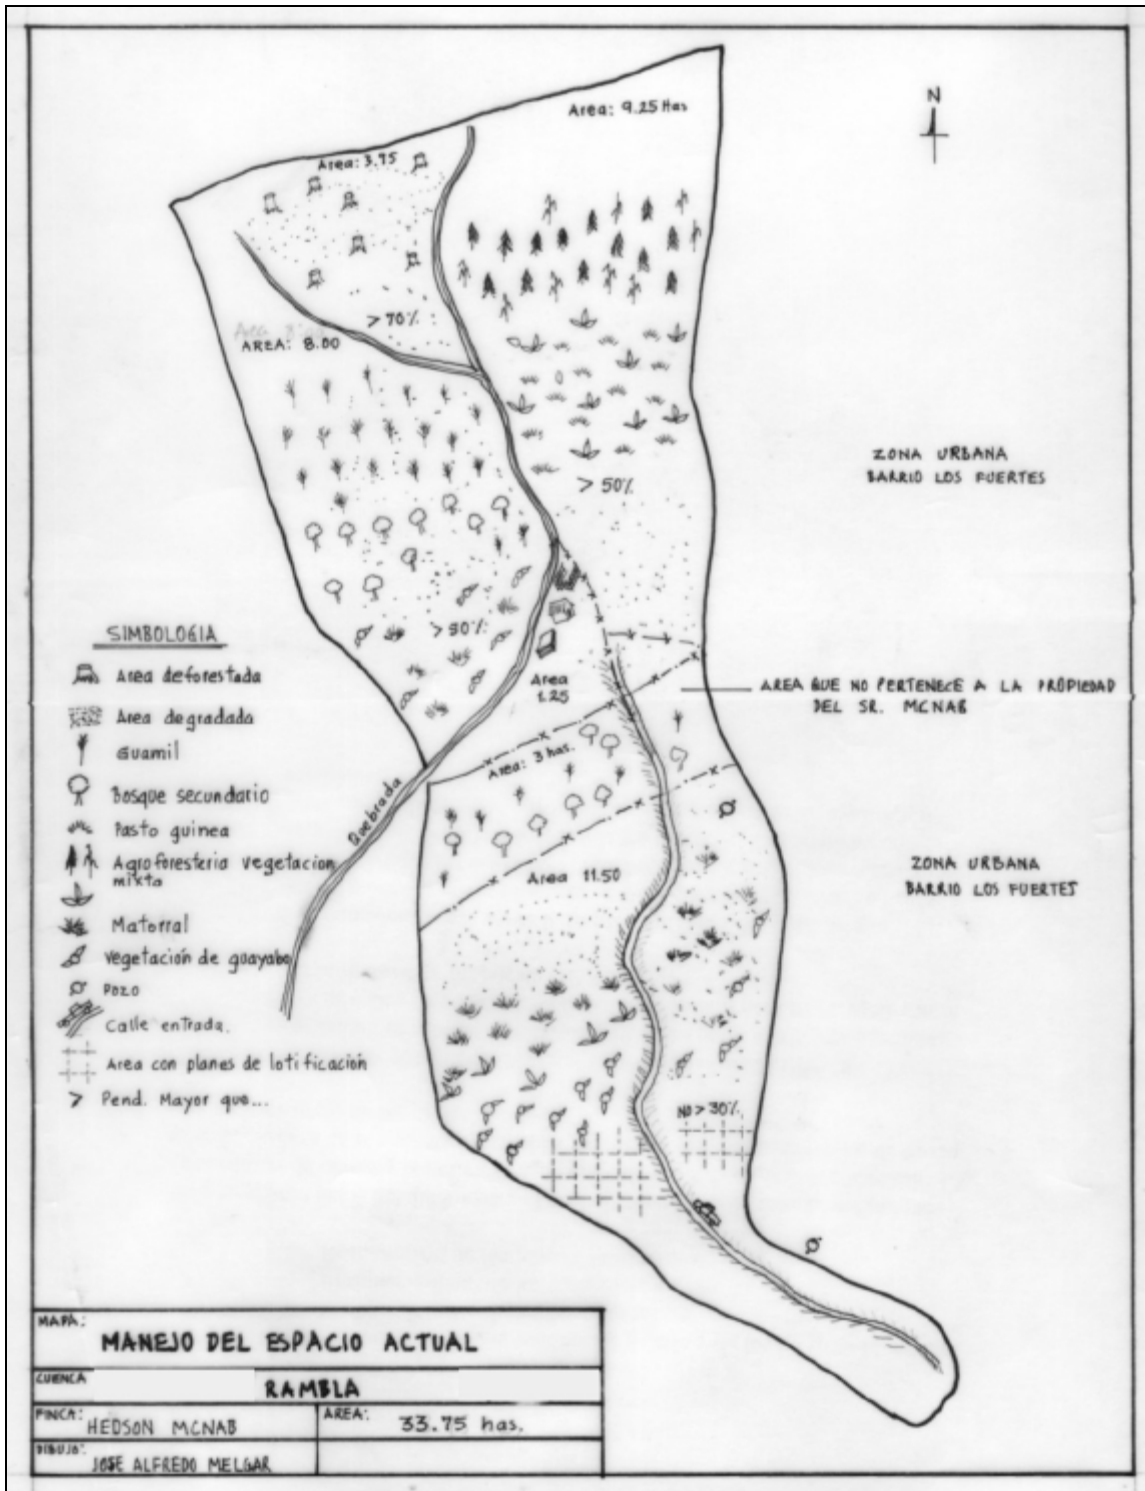 N
Area: 9.25 Has
Area: 3.75
> 70%
AREA: 8.00
ZONA URBANA
BARRIO LOS FUERTES
> 50%
> 50%
Area
1.25
AREA QUE NO PERTENECE A LA PROPIEDAD
DEL SR. MCNAB
Area: 3 has.
Quebrada
Area 11.50
ZONA URBANA
BARRIO LOS FUERTES
NO > 30%
SIMBOLOGIA
Area deforestada
Area degradada
Guamil
Bosque secundario
Pasto guinea
Agroforesteria vegetacion
mixta
Matorral
Vegetación de guayabo
Pozo
Calle entrada.
Area con planes de lotificación
> Pend. Mayor que...
MAPA:
MANEJO DEL ESPACIO ACTUAL
CUENCA
RAMBLA
FINCA: HEDSON MCNAB
AREA: 33.75 has.
DIBUJO:
JOSE ALFREDO MELGAR